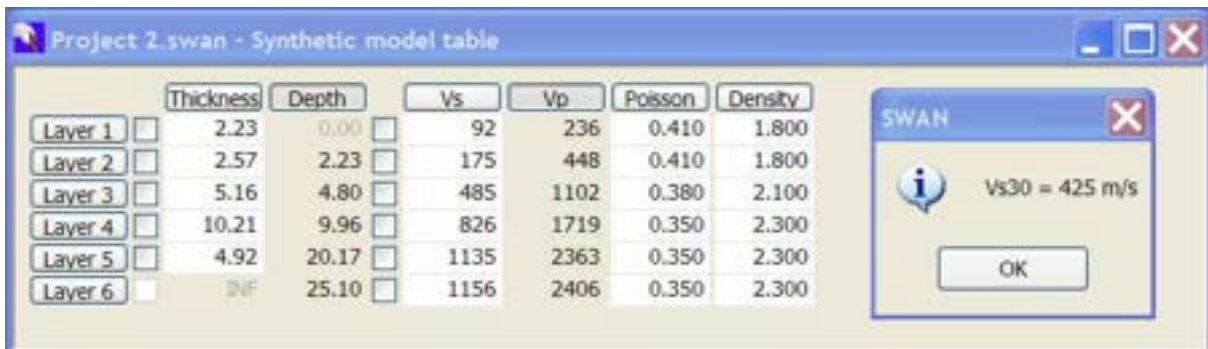 Project 2.swan - Synthetic model table
Thickness Depth Vs Vp Poisson Density
Layer 1 2.23 0.00 92 236 0.410 1.800
Layer 2 2.57 2.23 175 448 0.410 1.800
Layer 3 5.16 4.80 485 1102 0.380 2.100
Layer 4 10.21 9.96 826 1719 0.350 2.300
Layer 5 4.92 20.17 1135 2363 0.350 2.300
Layer 6 INF 25.10 1156 2406 0.350 2.300
SWAN
Vs30 = 425 m/s
OK